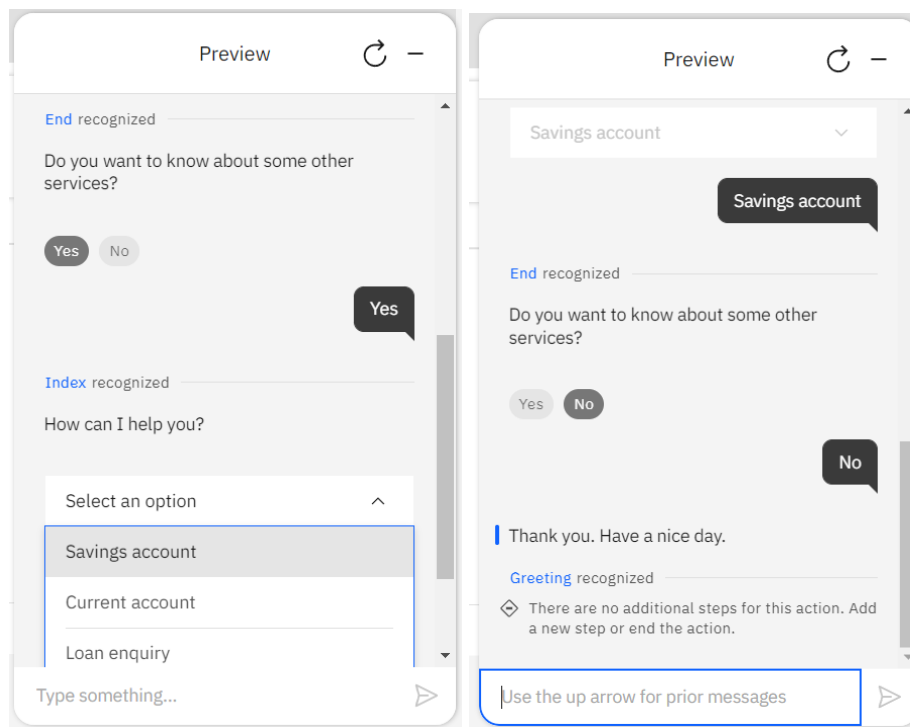 Preview
End recognized
Do you want to know about some other
services?
Yes No
Yes
Index recognized
How can I help you?
Select an option
Savings account
Current account
Loan enquiry
Type something...
Preview
Savings account
Savings account
End recognized
Do you want to know about some other
services?
Yes No
No
Thank you. Have a nice day.
Greeting recognized
There are no additional steps for this action. Add
a new step or end the action.
Use the up arrow for prior messages